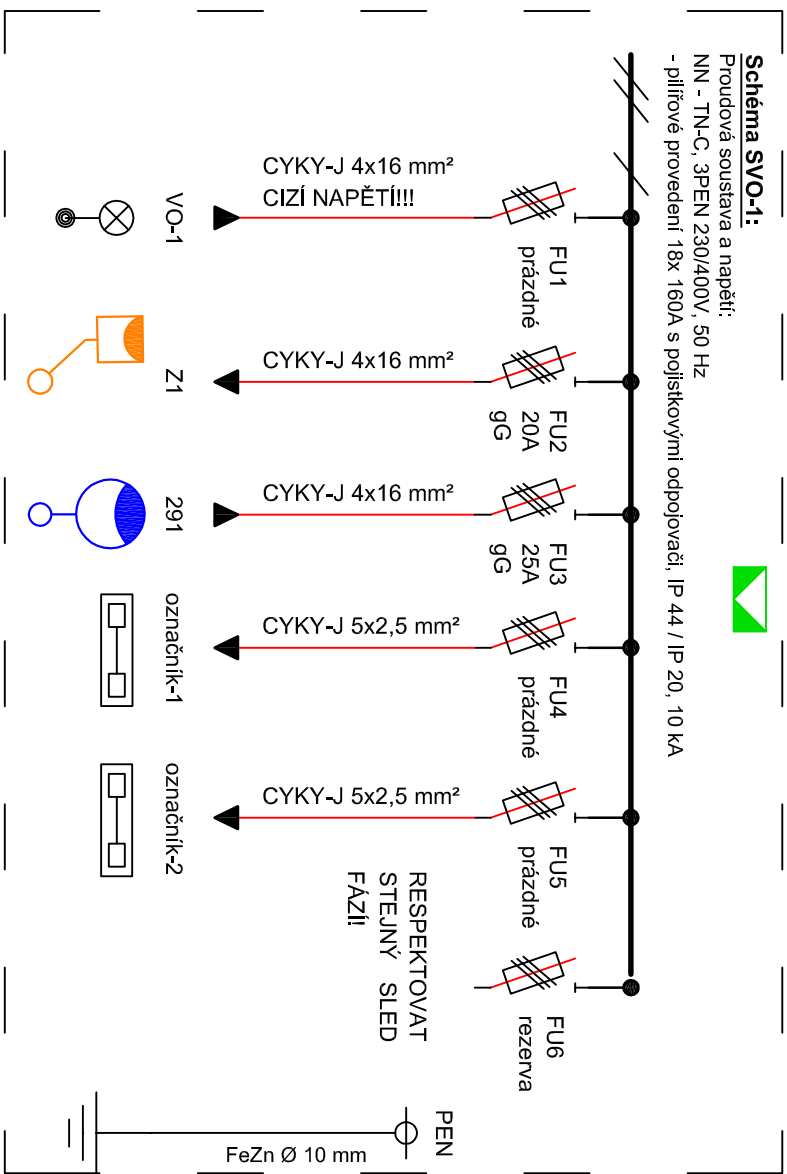 Schéma SVO-1:
Proudová soustava a napětí:
NN - TN-C, 3PEN 230/400V, 50 Hz
- pilířové provedení 18x 160A s pojistkovými odpojovači, IP 44 / IP 20, 10 kA
FU1
prázdné
FU2
20A
gG
FU3
25A
gG
FU4
prázdné
FU5
prázdné
FU6
rezerva
CYKY-J 4x16 mm²
CIZÍ NAPĚTÍ!!!
CYKY-J 4x16 mm²
CYKY-J 4x16 mm²
CYKY-J 5x2,5 mm²
CYKY-J 5x2,5 mm²
RESPEKTOVAT
STEJNÝ SLED
FÁZÍ!
PEN
FeZn Ø 10 mm
VO-1
Z1
291
označník-1
označník-2